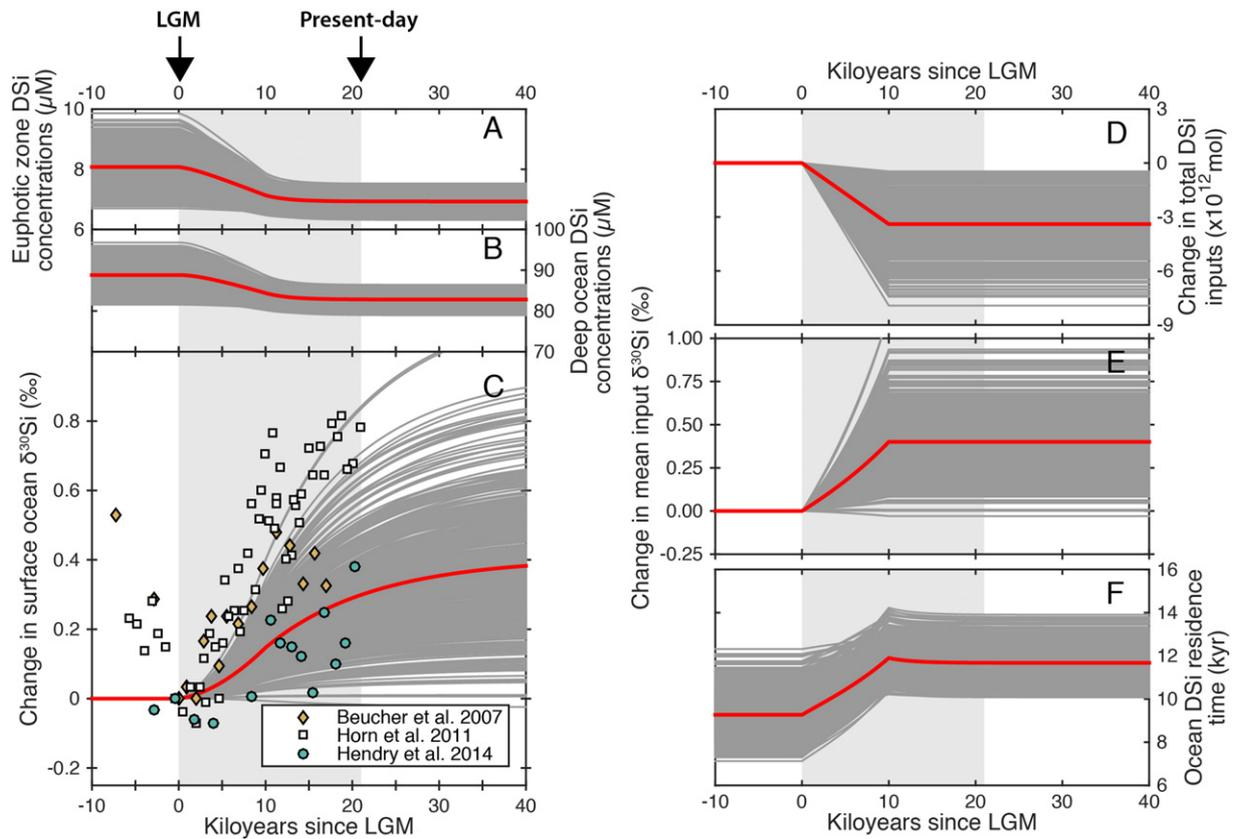 LGM
Present-day
-10 0 10 20 30 40
Euphotic zone DSi
concentrations (µM)
10
8
6
A
B
100
90
80
70
Deep ocean DSi
concentrations (µM)
C
Change in surface ocean δ³⁰Si (‰)
0.8
0.6
0.4
0.2
0
-0.2
Beucher et al. 2007
Horn et al. 2011
Hendry et al. 2014
-10 0 10 20 30 40
Kiloyears since LGM
Kiloyears since LGM
-10 0 10 20 30 40
D
3
0
-3
-6
-9
Change in total DSi
inputs (x10¹²mol)
Change in mean input δ³⁰Si (‰)
1.00
0.75
0.50
0.25
0.00
-0.25
E
F
16
14
12
10
8
6
Ocean DSi residence
time (kyr)
-10 0 10 20 30 40
Kiloyears since LGM